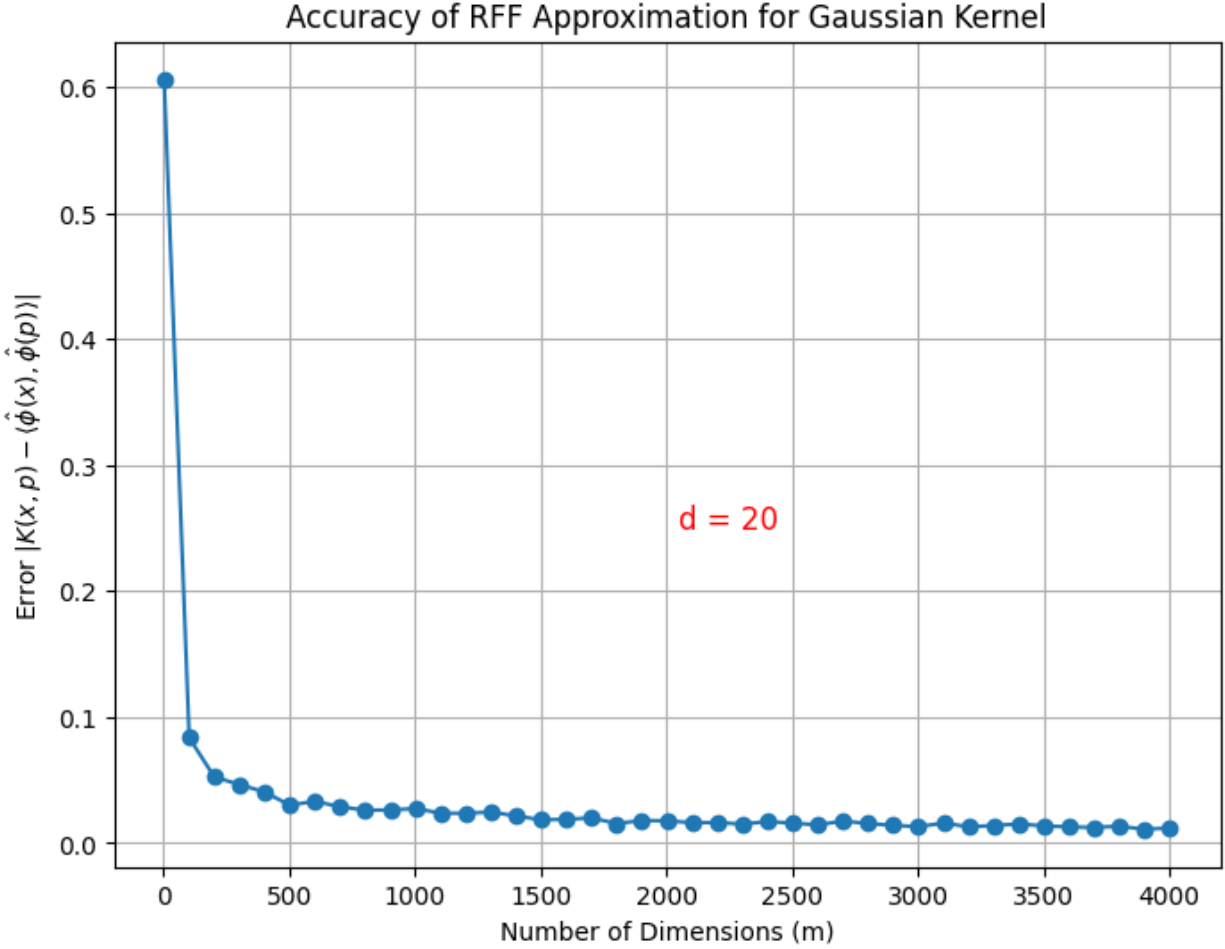 Accuracy of RFF Approximation for Gaussian Kernel
0.6
0.5
0.4
0.3
0.2
0.1
0.0
Error |K(x, p) − ⟨ϕ̂(x), ϕ̂(p)⟩|
d = 20
0 500 1000 1500 2000 2500 3000 3500 4000
Number of Dimensions (m)